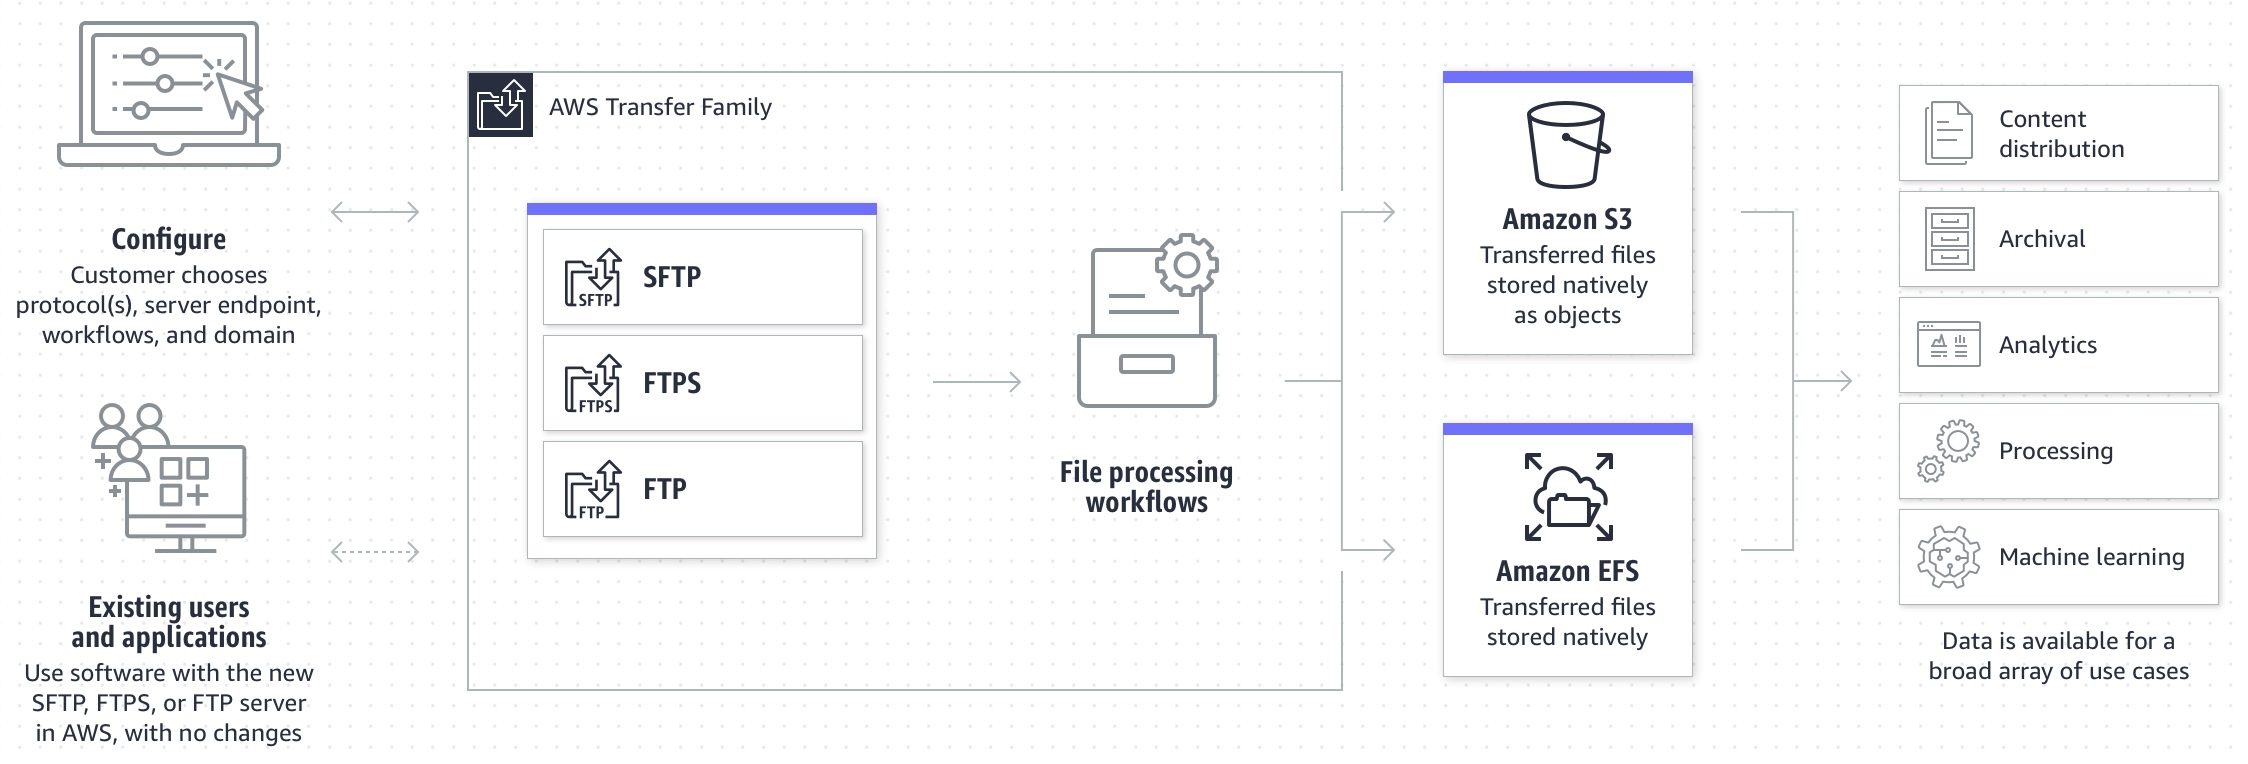 Configure
Customer chooses
protocol(s), server endpoint,
workflows, and domain
Existing users
and applications
Use software with the new
SFTP, FTPS, or FTP server
in AWS, with no changes
AWS Transfer Family
SFTP
SFTP
FTPS
FTPS
FTP
FTP
File processing
workflows
Amazon S3
Transferred files
stored natively
as objects
Amazon EFS
Transferred files
stored natively
Content
distribution
Archival
Analytics
Processing
Machine learning
Data is available for a
broad array of use cases